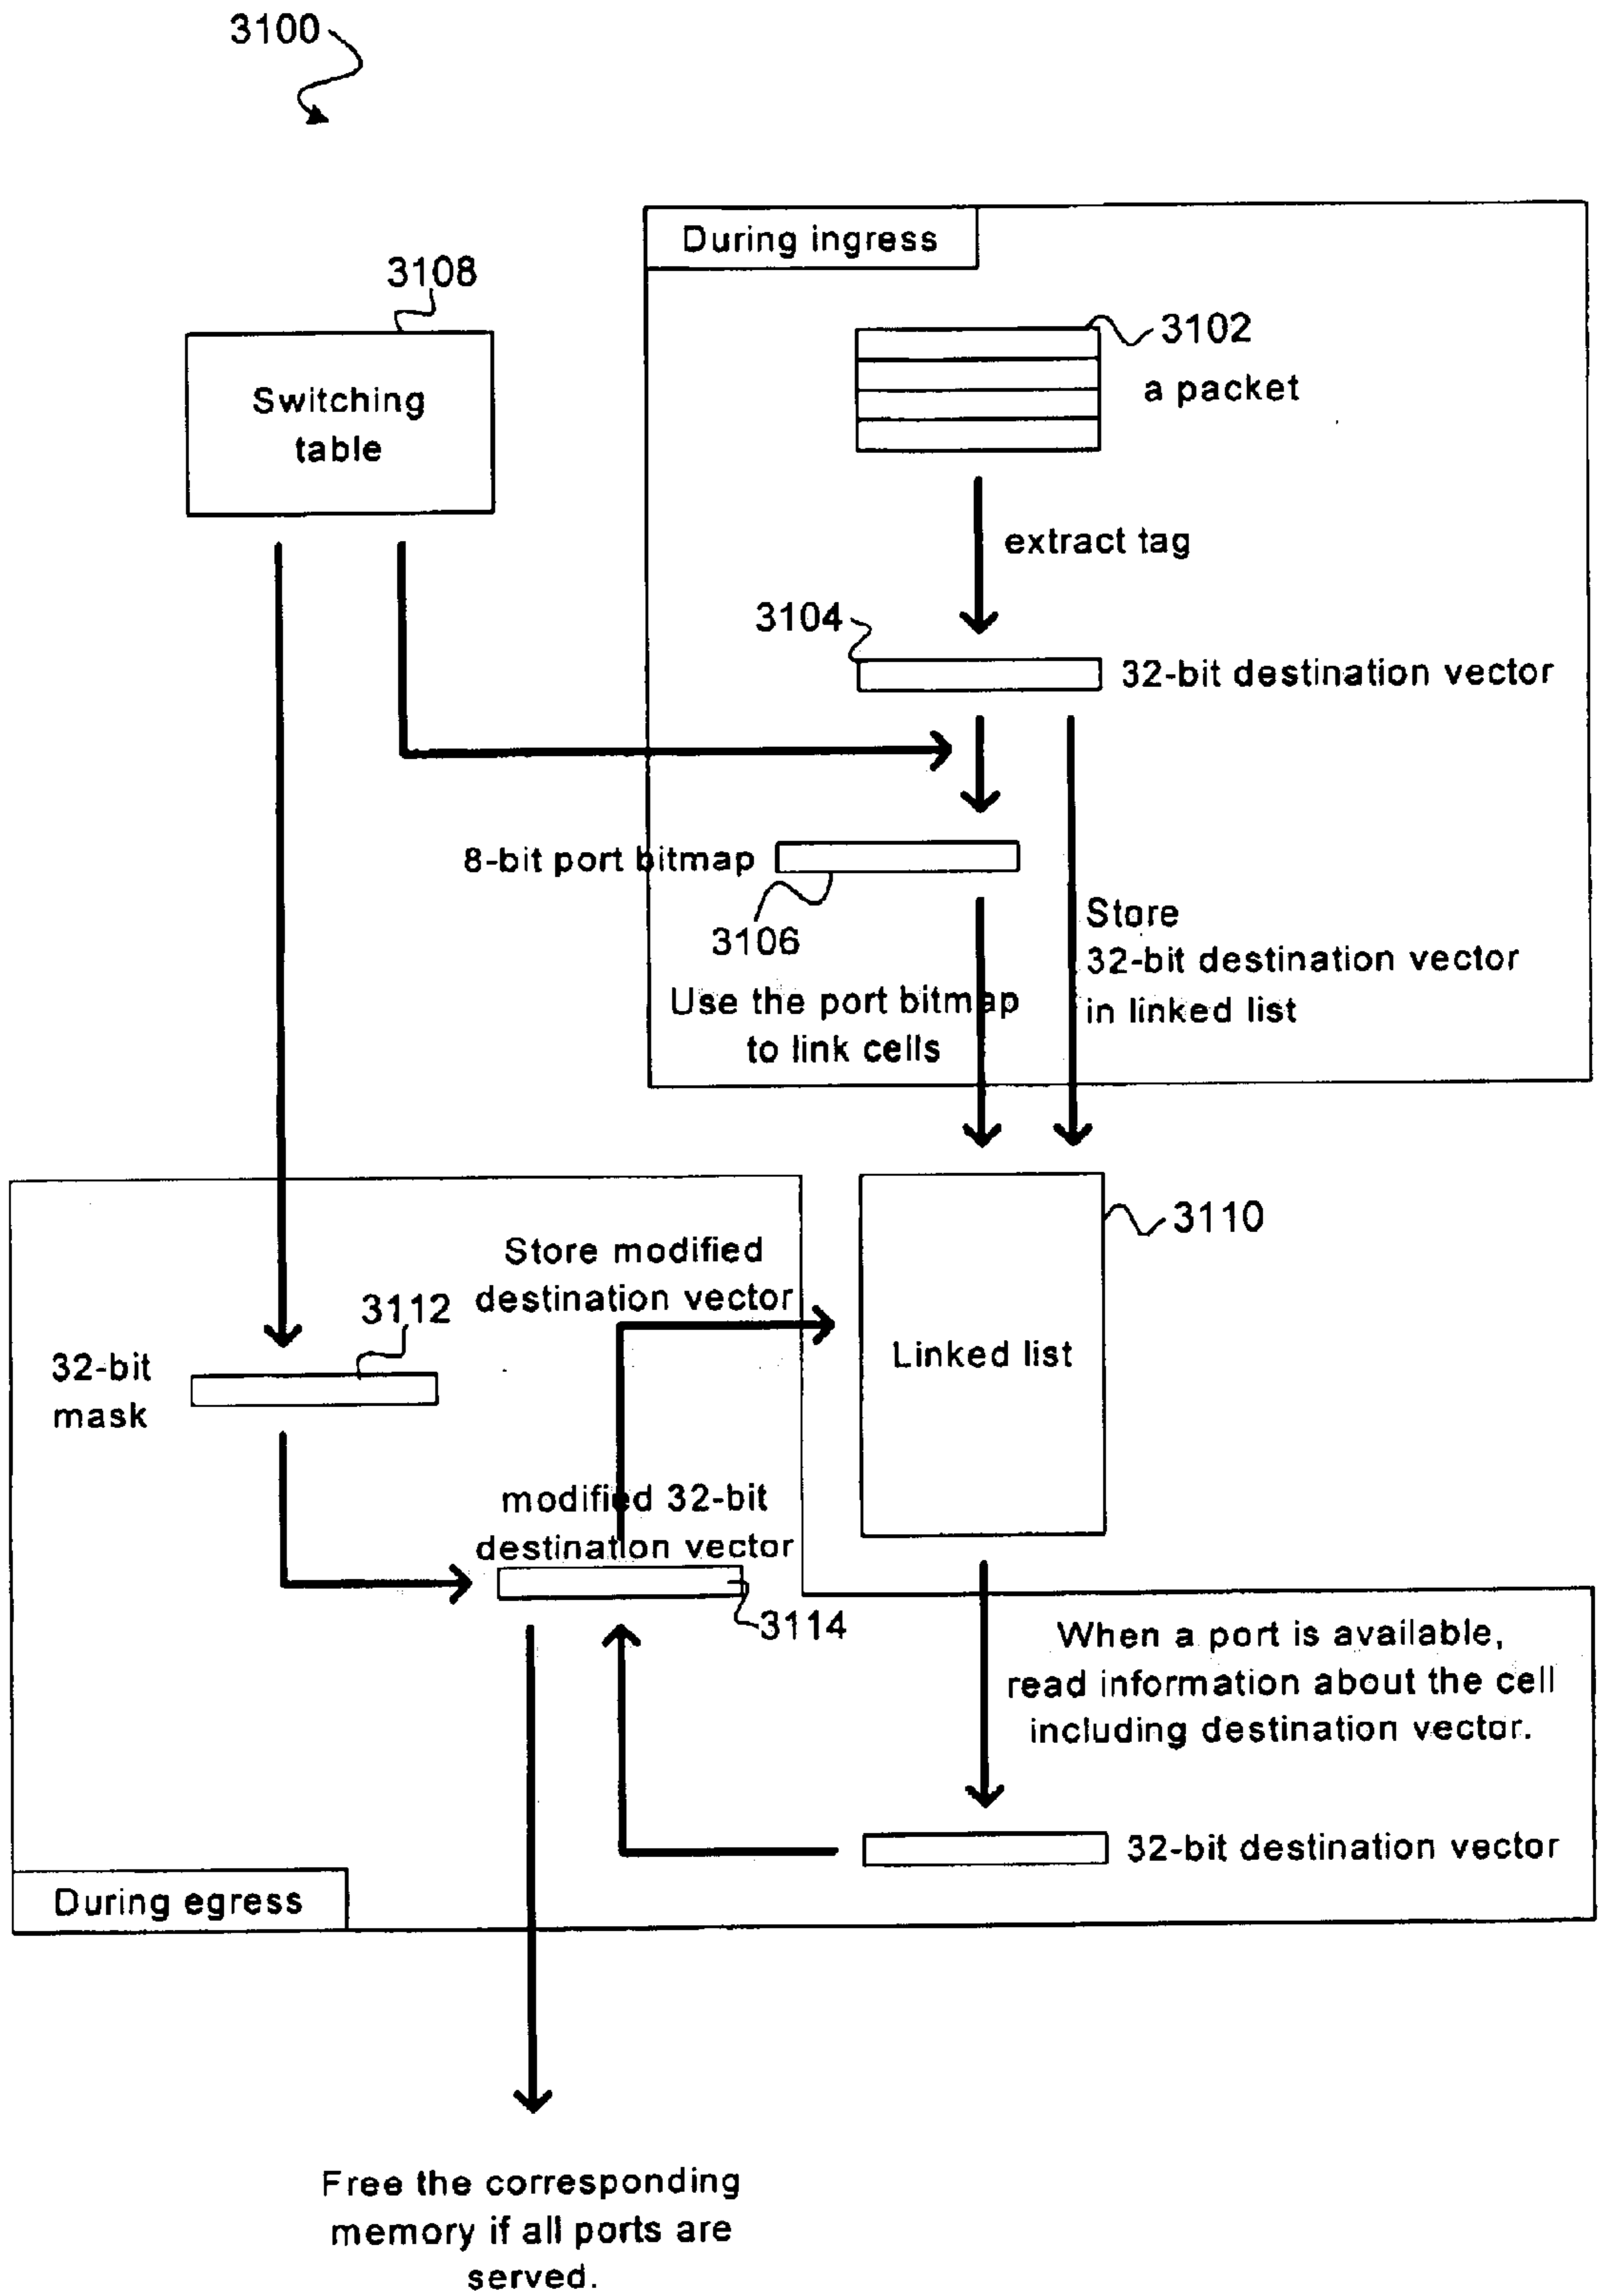 3100
During ingress
3108
3102
Switching
table
a packet
extract tag
3104
32-bit destination vector
8-bit port bitmap
3106
Store
32-bit destination vector
in linked list
Use the port bitmap
to link cells
3110
Store modified
destination vector
3112
32-bit
mask
Linked list
modified 32-bit
destination vector
3114
When a port is available,
read information about the cell
including destination vector.
32-bit destination vector
During egress
Free the corresponding
memory if all ports are
served.